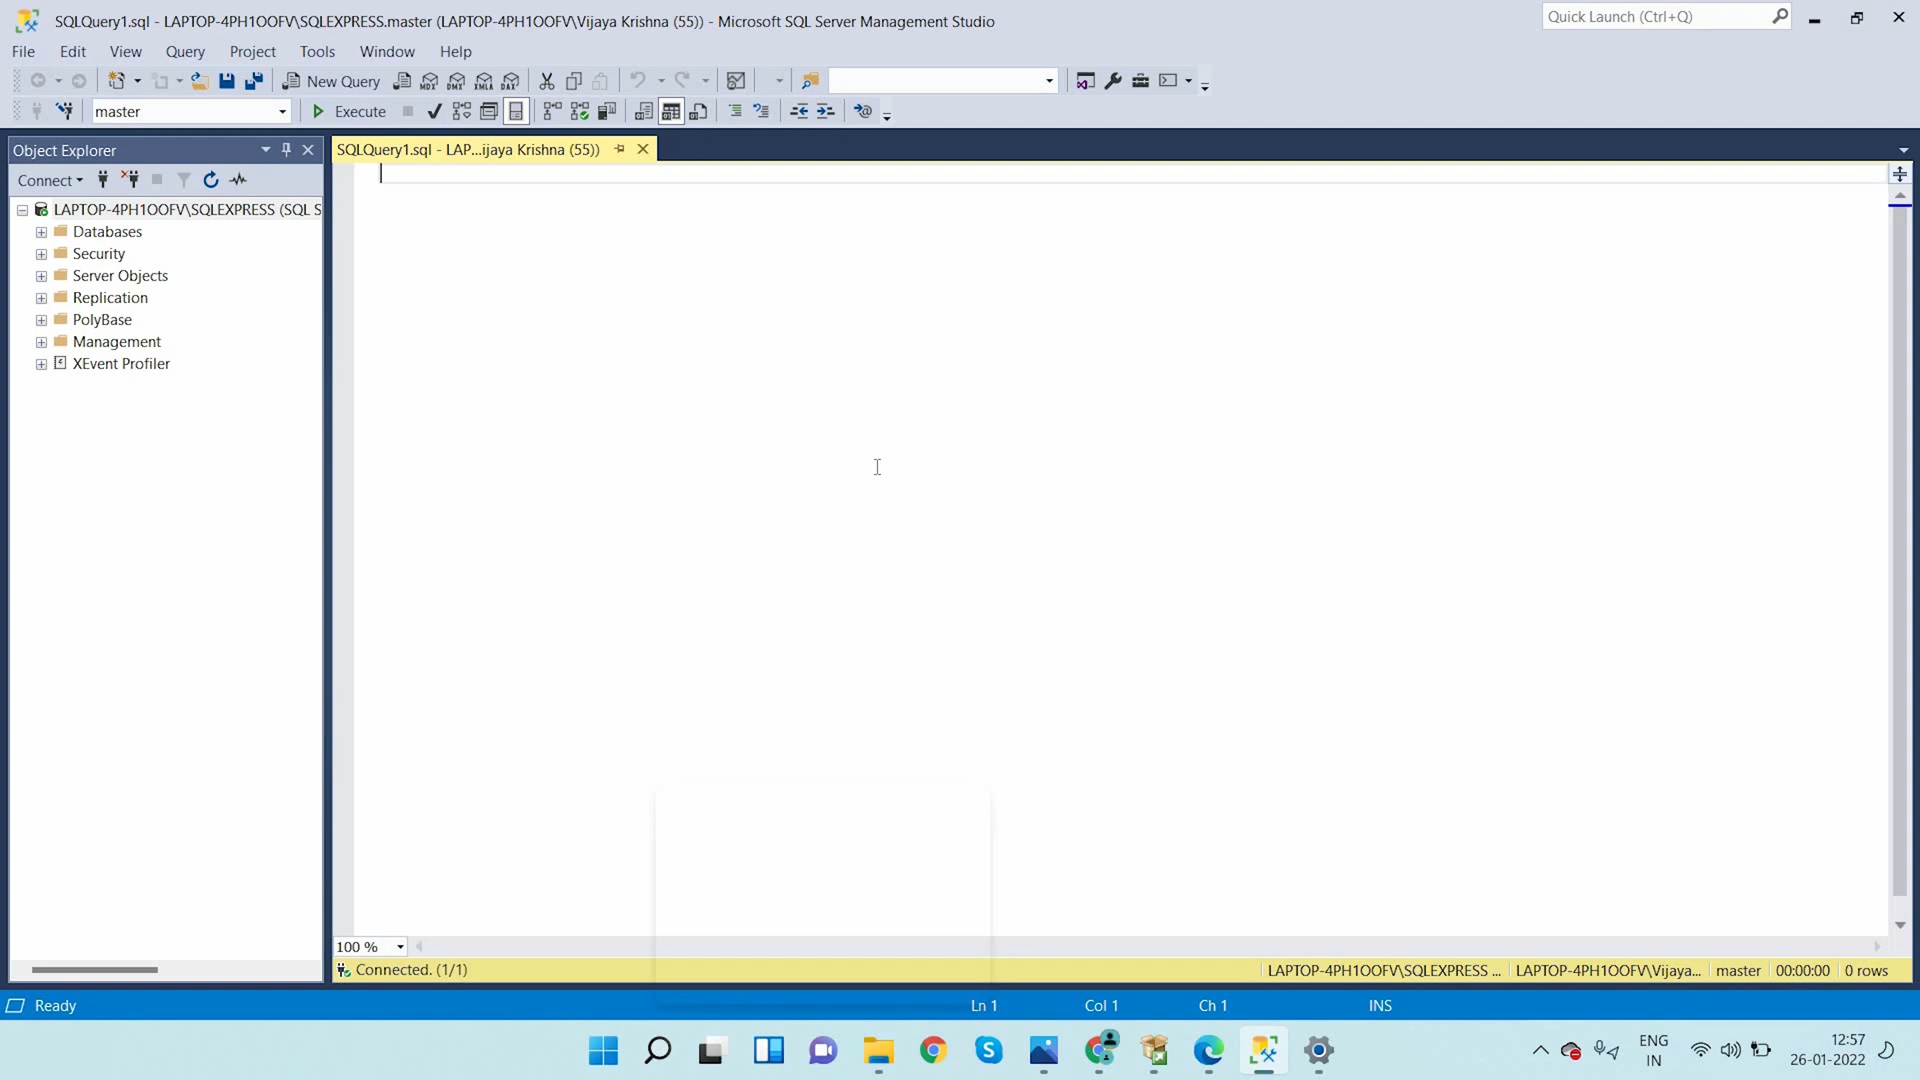 SQLQuery1.sql - LAPTOP-4PH1OOFV\SQLEXPRESS.master (LAPTOP-4PH1OOFV\Vijaya Krishna (55)) - Microsoft SQL Server Management Studio
Quick Launch (Ctrl+Q)
File Edit View Query Project Tools Window Help
New Query MDX DMX XMLA DAX
master
Execute
Object Explorer
SQLQuery1.sql - LAP...ijaya Krishna (55))
Connect
LAPTOP-4PH1OOFV\SQLEXPRESS (SQL S
Databases
Security
Server Objects
Replication
PolyBase
Management
XEvent Profiler
100 %
Connected. (1/1)
LAPTOP-4PH1OOFV\SQLEXPRESS ...
LAPTOP-4PH1OOFV\Vijaya...
master
00:00:00
0 rows
Ready
Ln 1
Col 1
Ch 1
INS
ENG
IN
12:57
26-01-2022